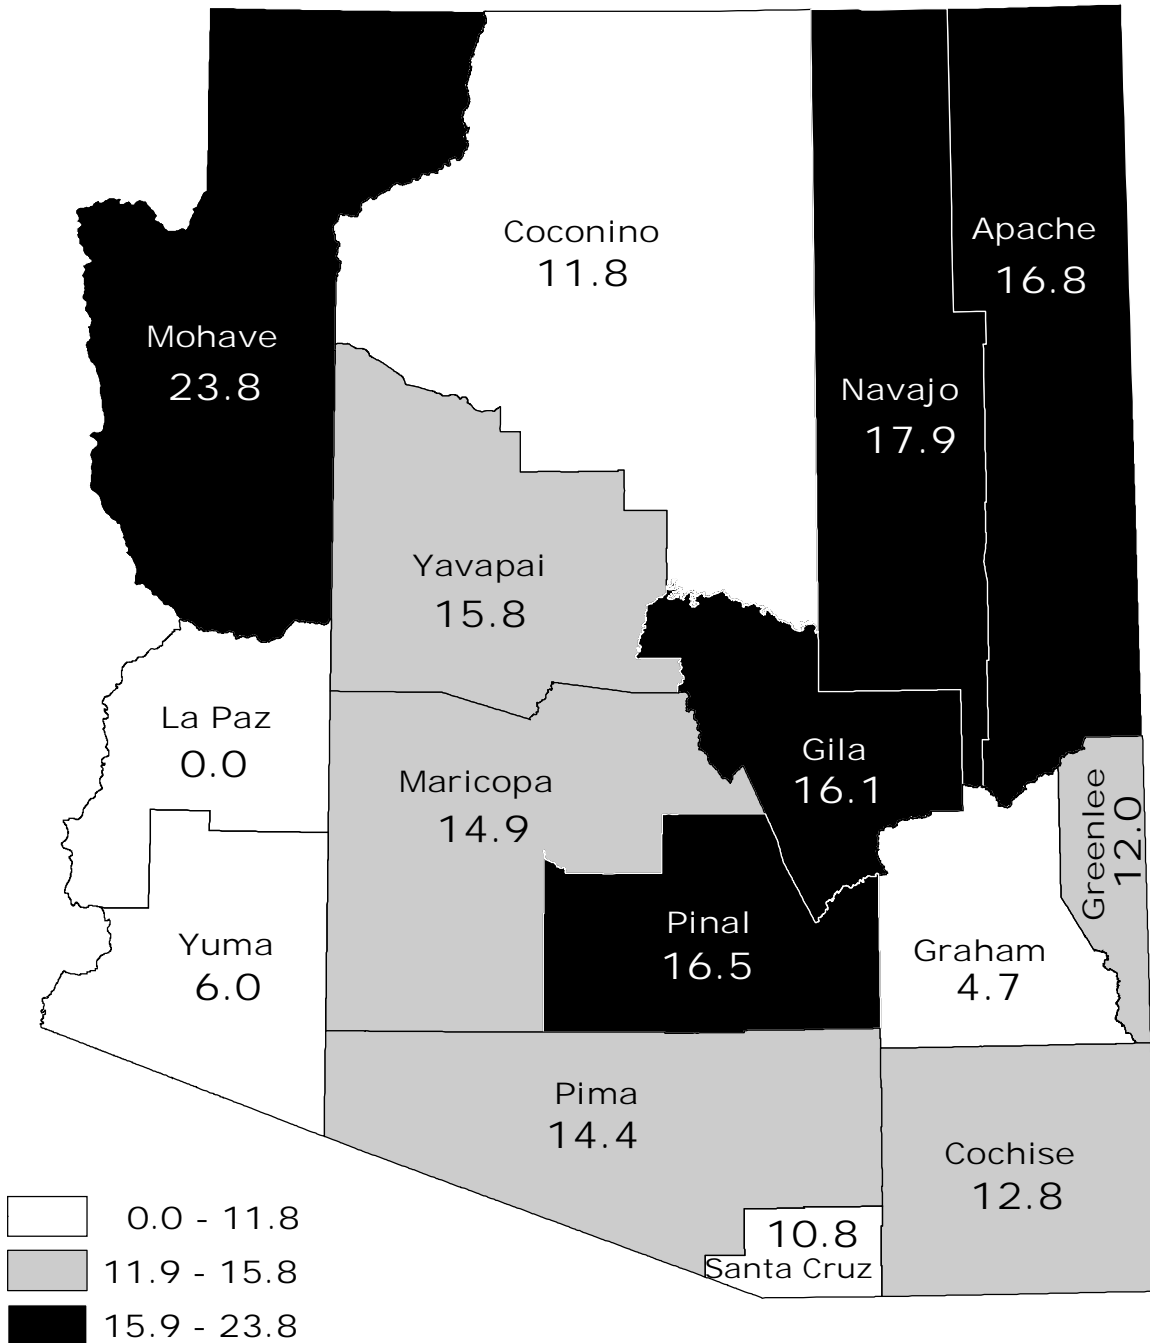 Coconino
11.8
Apache
16.8
Mohave
23.8
Navajo
17.9
Yavapai
15.8
La Paz
0.0
Maricopa
14.9
Gila
16.1
Greenlee
12.0
Pinal
16.5
Yuma
6.0
Graham
4.7
Pima
14.4
Cochise
12.8
10.8
Santa Cruz
0.0 - 11.8
11.9 - 15.8
15.9 - 23.8